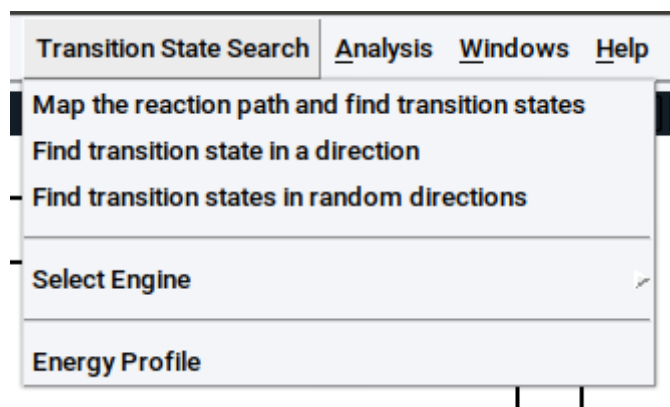 Transition State Search Analysis Windows Help
Map the reaction path and find transition states
Find transition state in a direction
Find transition states in random directions
Select Engine
Energy Profile